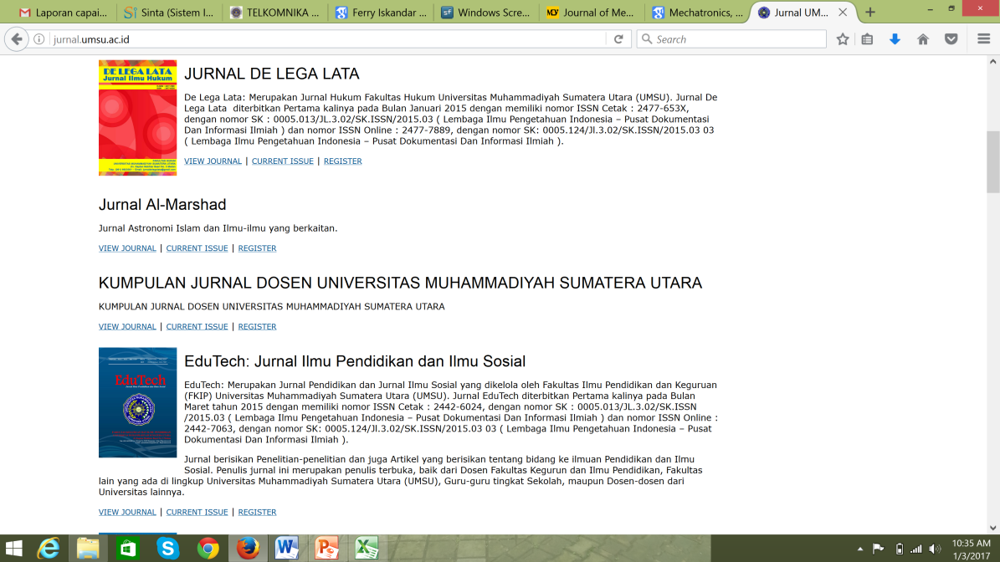 Laporan capai...
Sinta (Sistem I...
TELKOMNIKA ...
Ferry Iskandar ...
Windows Scre...
Journal of Me...
Mechatronics, ...
Jurnal UM...
jurnal.umsu.ac.id
Search
DE LEGA LATA
Jurnal Ilmu Hukum
JURNAL DE LEGA LATA
De Lega Lata: Merupakan Jurnal Hukum Fakultas Hukum Universitas Muhammadiyah Sumatera Utara (UMSU). Jurnal De
Lega Lata diterbitkan Pertama kalinya pada Bulan Januari 2015 dengan memiliki nomor ISSN Cetak : 2477-653X,
dengan nomor SK : 0005.013/JL.3.02/SK.ISSN/2015.03 ( Lembaga Ilmu Pengetahuan Indonesia – Pusat Dokumentasi
Dan Informasi Ilmiah ) dan nomor ISSN Online : 2477-7889, dengan nomor SK: 0005.124/Jl.3.02/SK.ISSN/2015.03 03
( Lembaga Ilmu Pengetahuan Indonesia – Pusat Dokumentasi Dan Informasi Ilmiah ).
VIEW JOURNAL | CURRENT ISSUE | REGISTER
Jurnal Al-Marshad
Jurnal Astronomi Islam dan Ilmu-ilmu yang berkaitan.
VIEW JOURNAL | CURRENT ISSUE | REGISTER
KUMPULAN JURNAL DOSEN UNIVERSITAS MUHAMMADIYAH SUMATERA UTARA
KUMPULAN JURNAL DOSEN UNIVERSITAS MUHAMMADIYAH SUMATERA UTARA
VIEW JOURNAL | CURRENT ISSUE | REGISTER
EduTech
EduTech: Jurnal Ilmu Pendidikan dan Ilmu Sosial
EduTech: Merupakan Jurnal Pendidikan dan Jurnal Ilmu Sosial yang dikelola oleh Fakultas Ilmu Pendidikan dan Keguruan
(FKIP) Universitas Muhammadiyah Sumatera Utara (UMSU). Jurnal EduTech diterbitkan Pertama kalinya pada Bulan
Maret tahun 2015 dengan memiliki nomor ISSN Cetak : 2442-6024, dengan nomor SK : 0005.013/JL.3.02/SK.ISSN
/2015.03 ( Lembaga Ilmu Pengetahuan Indonesia – Pusat Dokumentasi Dan Informasi Ilmiah ) dan nomor ISSN Online :
2442-7063, dengan nomor SK: 0005.124/Jl.3.02/SK.ISSN/2015.03 03 ( Lembaga Ilmu Pengetahuan Indonesia – Pusat
Dokumentasi Dan Informasi Ilmiah ).
Jurnal berisikan Penelitian-penelitian dan juga Artikel yang berisikan tentang bidang ke ilmuan Pendidikan dan Ilmu
Sosial. Penulis jurnal ini merupakan penulis terbuka, baik dari Dosen Fakultas Kegurun dan Ilmu Pendidikan, Fakultas
lain yang ada di lingkup Universitas Muhammadiyah Sumatera Utara (UMSU), Guru-guru tingkat Sekolah, maupun Dosen-dosen dari
Universitas lainnya.
VIEW JOURNAL | CURRENT ISSUE | REGISTER
10:35 AM
1/3/2017